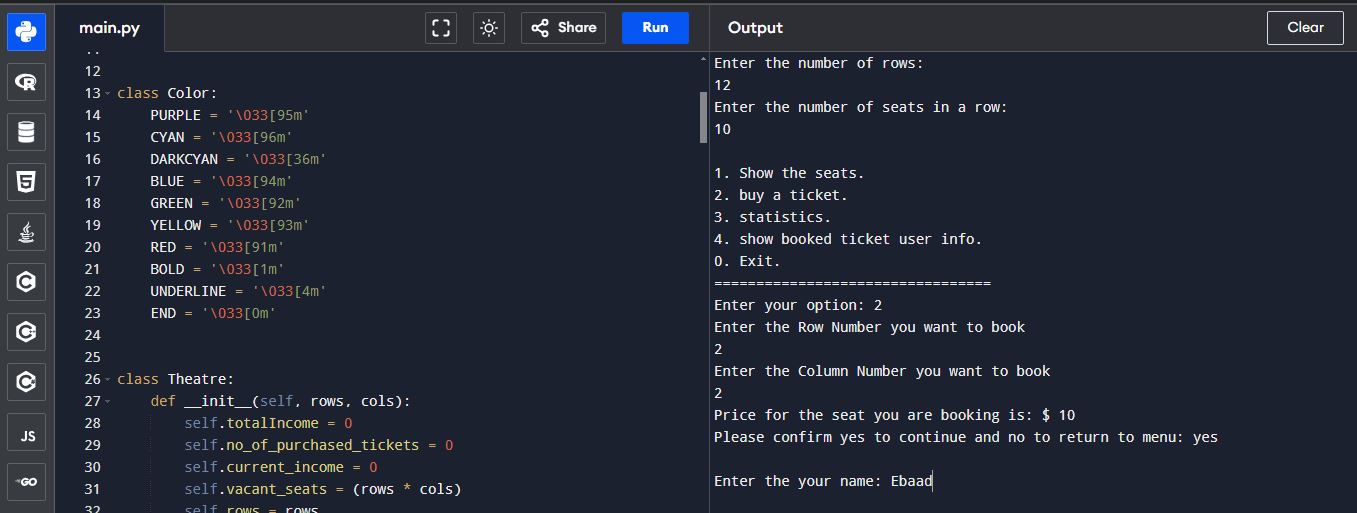 main.py
Share
Run
Output
Clear
12
13 class Color:
14     PURPLE = '\033[95m'
15     CYAN = '\033[96m'
16     DARKCYAN = '\033[36m'
17     BLUE = '\033[94m'
18     GREEN = '\033[92m'
19     YELLOW = '\033[93m'
20     RED = '\033[91m'
21     BOLD = '\033[1m'
22     UNDERLINE = '\033[4m'
23     END = '\033[0m'
24
25
26 class Theatre:
27     def __init__(self, rows, cols):
28         self.totalIncome = 0
29         self.no_of_purchased_tickets = 0
30         self.current_income = 0
31         self.vacant_seats = (rows * cols)
32         self.rows = rows
Enter the number of rows:
12
Enter the number of seats in a row:
10
1. Show the seats.
2. buy a ticket.
3. statistics.
4. show booked ticket user info.
0. Exit.
=================================
Enter your option: 2
Enter the Row Number you want to book
2
Enter the Column Number you want to book
2
Price for the seat you are booking is: $ 10
Please confirm yes to continue and no to return to menu: yes
Enter the your name: Ebaad
R
5
C
C++
C#
JS
GO